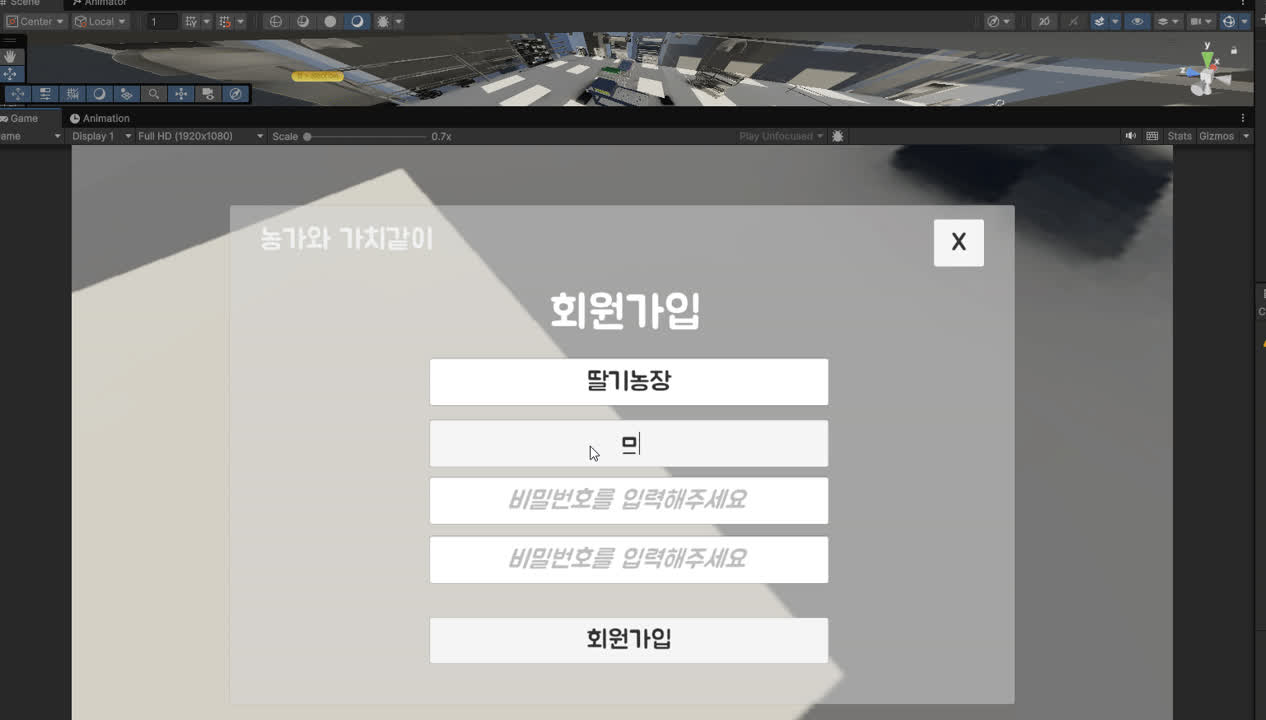 Scene Animator
Center Local 1
y
x
z
Game Animation
Display 1 Full HD (1920x1080) Scale 0.7x Play Unfocused Stats Gizmos
농가와 가치같이 X
회원가입
딸기농장
므
비밀번호를 입력해주세요
비밀번호를 입력해주세요
회원가입